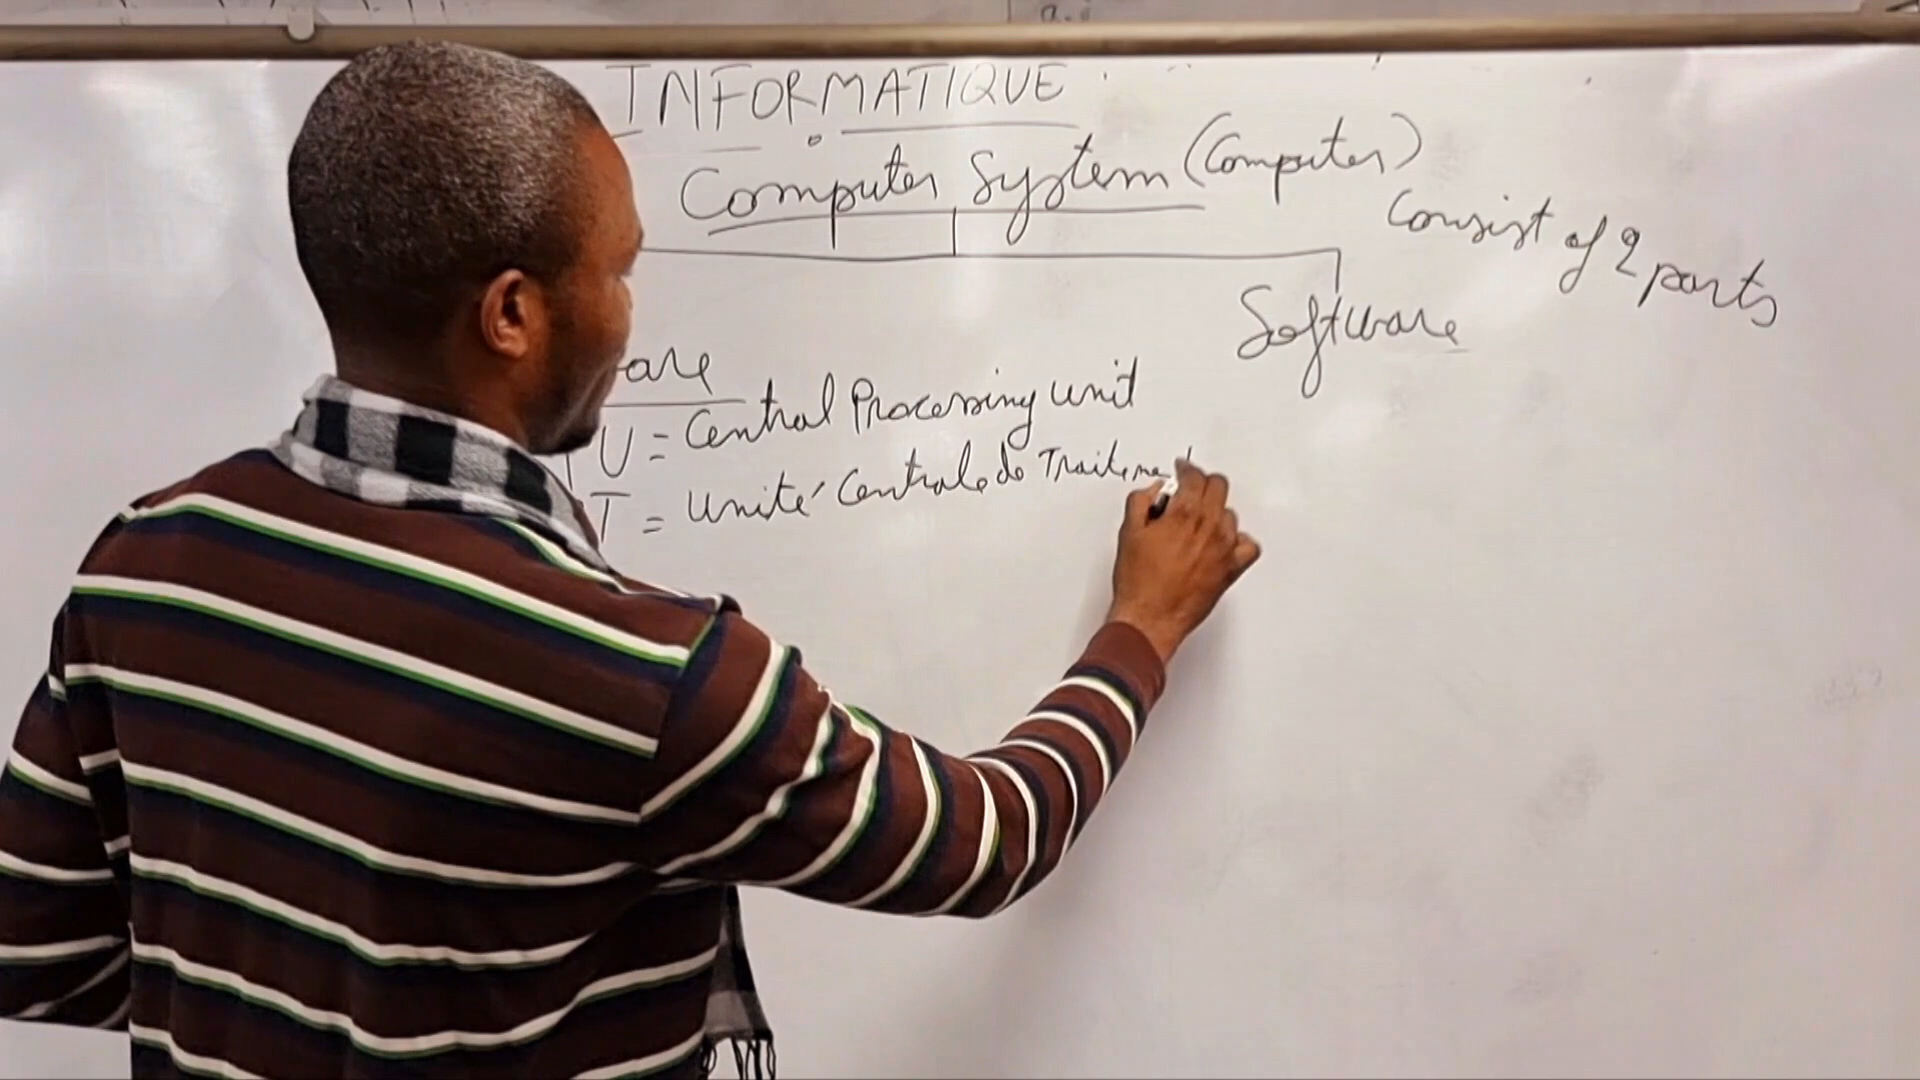 INFORMATIQUE
Computer System (Computer)
Consist of 2 parts
Software
are
U = Central Processing unit
T = Unité Centrale de Traitement